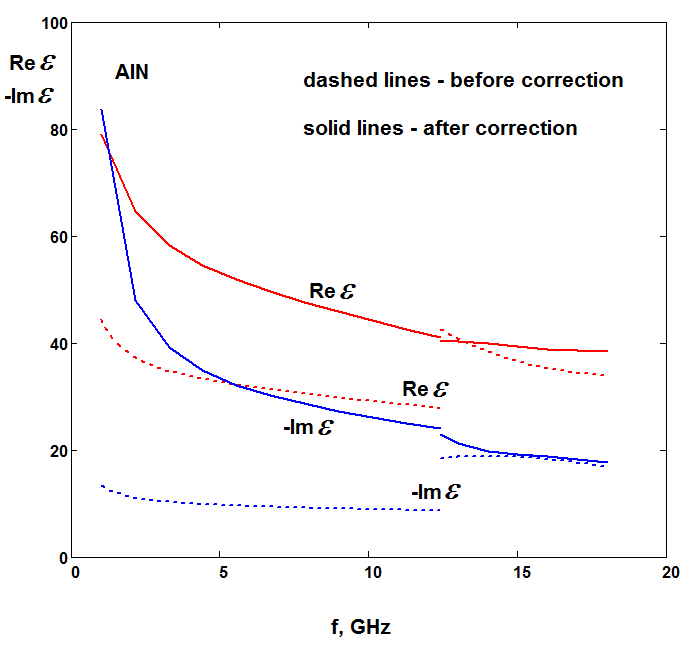 100
Re ℰ
-Im ℰ
AlN
dashed lines - before correction
80
solid lines - after correction
60
Re ℰ
40
Re ℰ
-Im ℰ
20
-Im ℰ
0
0 5 10 15 20
f, GHz